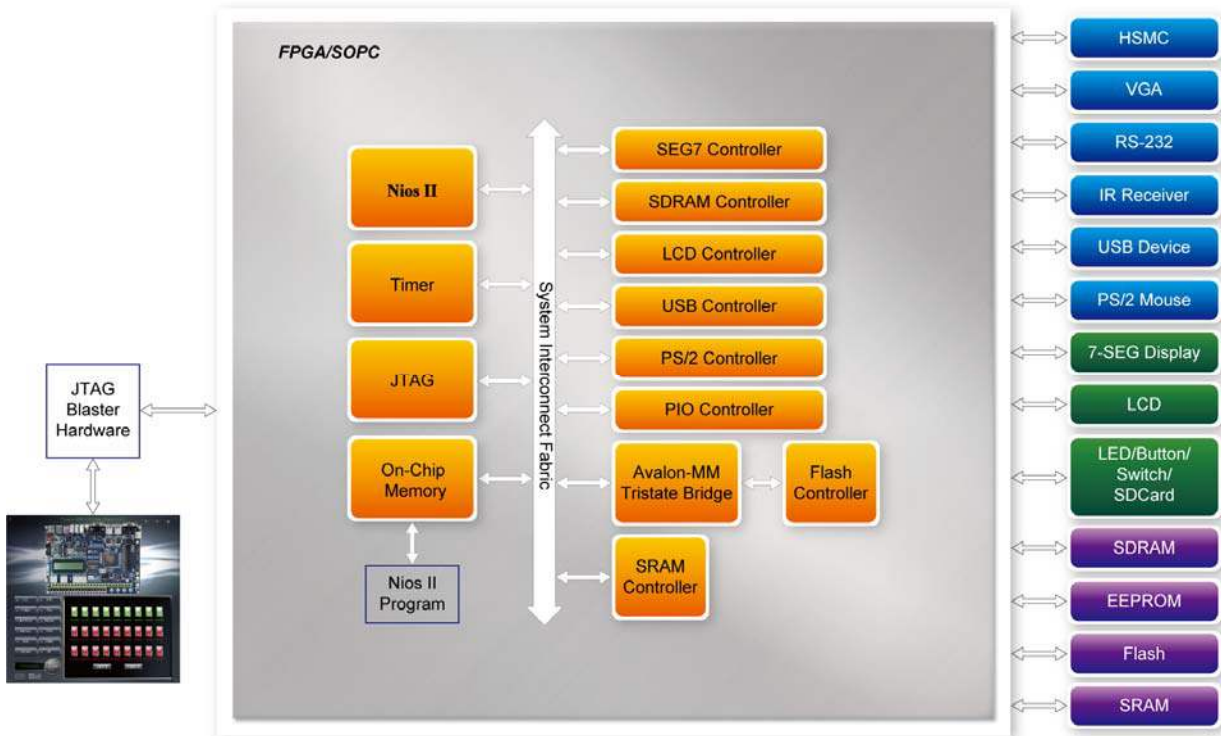 FPGA/SOPC
Nios II
Timer
JTAG
On-Chip
Memory
Nios II
Program
System Interconnect Fabric
SEG7 Controller
SDRAM Controller
LCD Controller
USB Controller
PS/2 Controller
PIO Controller
Avalon-MM
Tristate Bridge
Flash
Controller
SRAM
Controller
JTAG
Blaster
Hardware
HSMC
VGA
RS-232
IR Receiver
USB Device
PS/2 Mouse
7-SEG Display
LCD
LED/Button/
Switch/
SDCard
SDRAM
EEPROM
Flash
SRAM